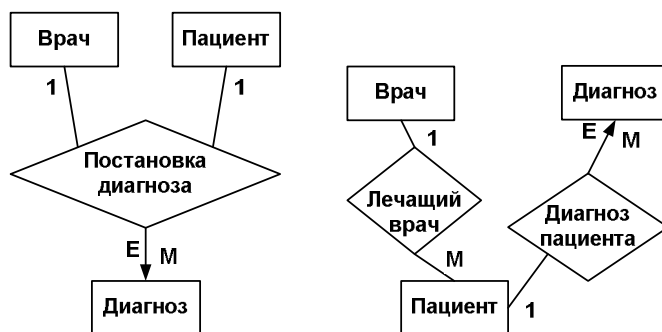 Врач
Пациент
1
1
Постановка
диагноза
Е
М
Диагноз
Врач
1
Лечащий
врач
М
Пациент
1
Диагноз
пациента
Е
М
Диагноз